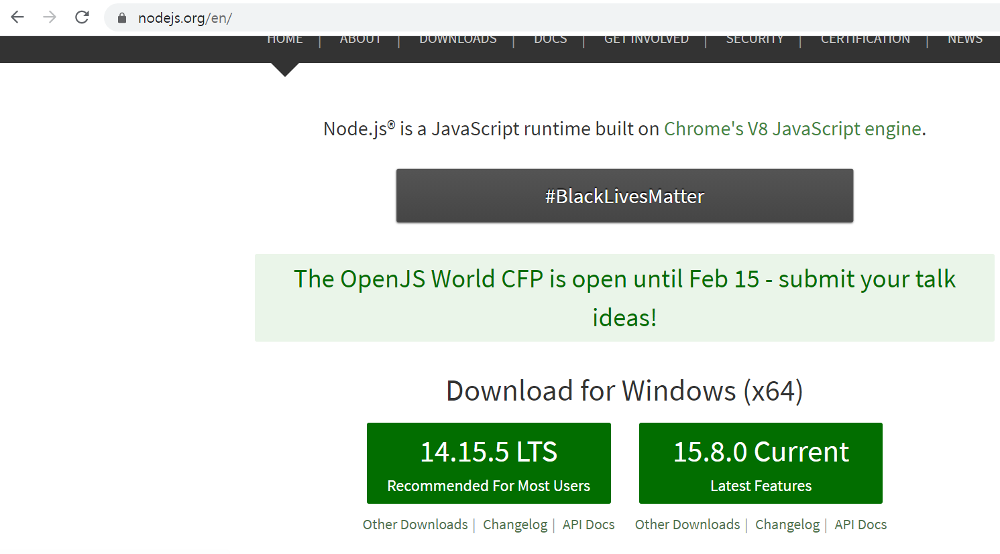 nodejs.org/en/
HOME | ABOUT | DOWNLOADS | DOCS | GET INVOLVED | SECURITY | CERTIFICATION | NEWS
Node.js® is a JavaScript runtime built on Chrome's V8 JavaScript engine.
#BlackLivesMatter
The OpenJS World CFP is open until Feb 15 - submit your talk
ideas!
Download for Windows (x64)
14.15.5 LTS
Recommended For Most Users
15.8.0 Current
Latest Features
Other Downloads | Changelog | API Docs
Other Downloads | Changelog | API Docs